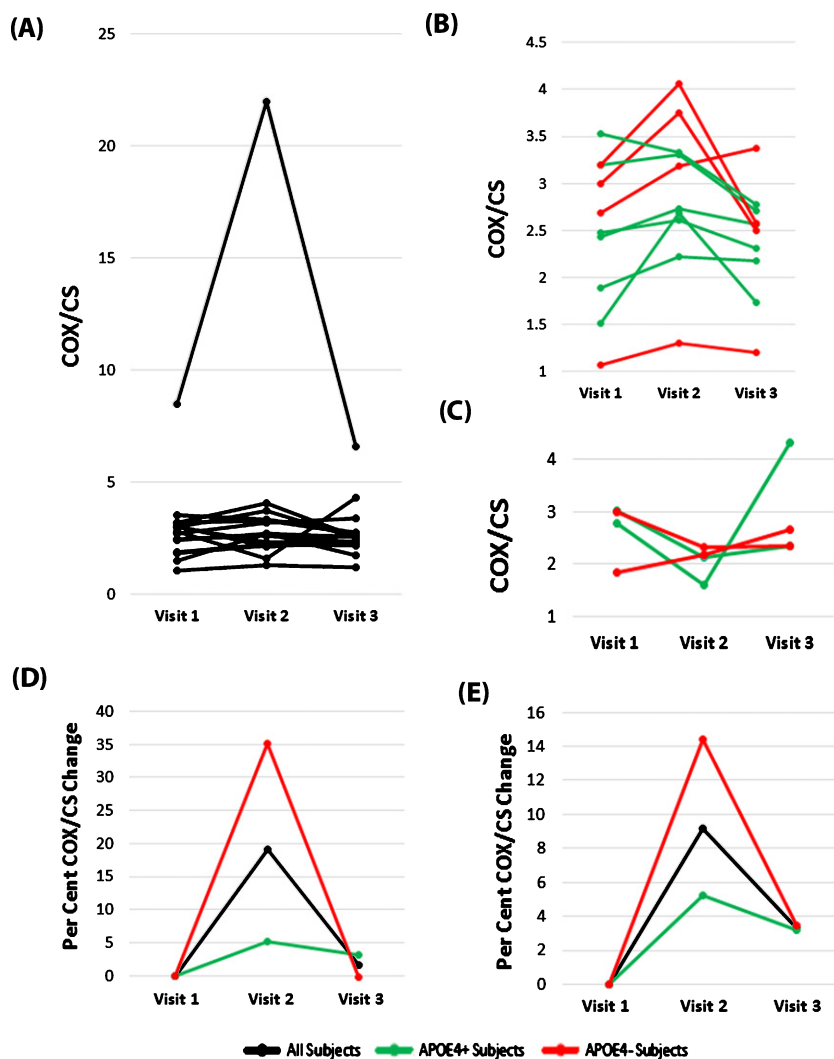 (A)
25
20
15
10
5
0
COX/CS
Visit 1 Visit 2 Visit 3
(B)
4.5
4
3.5
3
2.5
2
1.5
1
COX/CS
Visit 1 Visit 2 Visit 3
(C)
4
3
2
1
COX/CS
Visit 1 Visit 2 Visit 3
(D)
40
35
30
25
20
15
10
5
0
Per Cent COX/CS Change
Visit 1 Visit 2 Visit 3
(E)
16
14
12
10
8
6
4
2
0
Per Cent COX/CS Change
Visit 1 Visit 2 Visit 3
All Subjects APOE4+ Subjects APOE4- Subjects